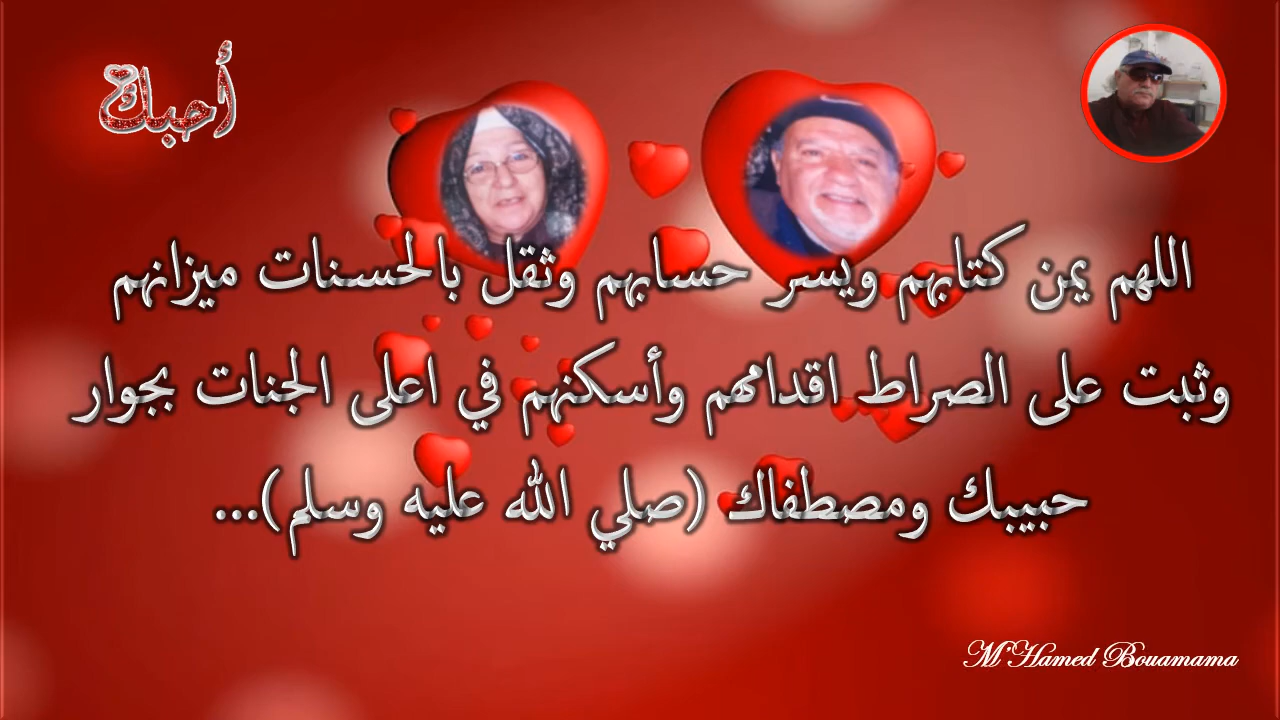 أحبك
اللهم يمن كتابهم ويسر حسابهم وثقل بالحسنات ميزانهم
وثبت على الصراط اقدامهم وأسكنهم في اعلى الجنات بجوار
حبيبك ومصطفاك (صلي الله عليه وسلم)...
M'Hamed Bouamama